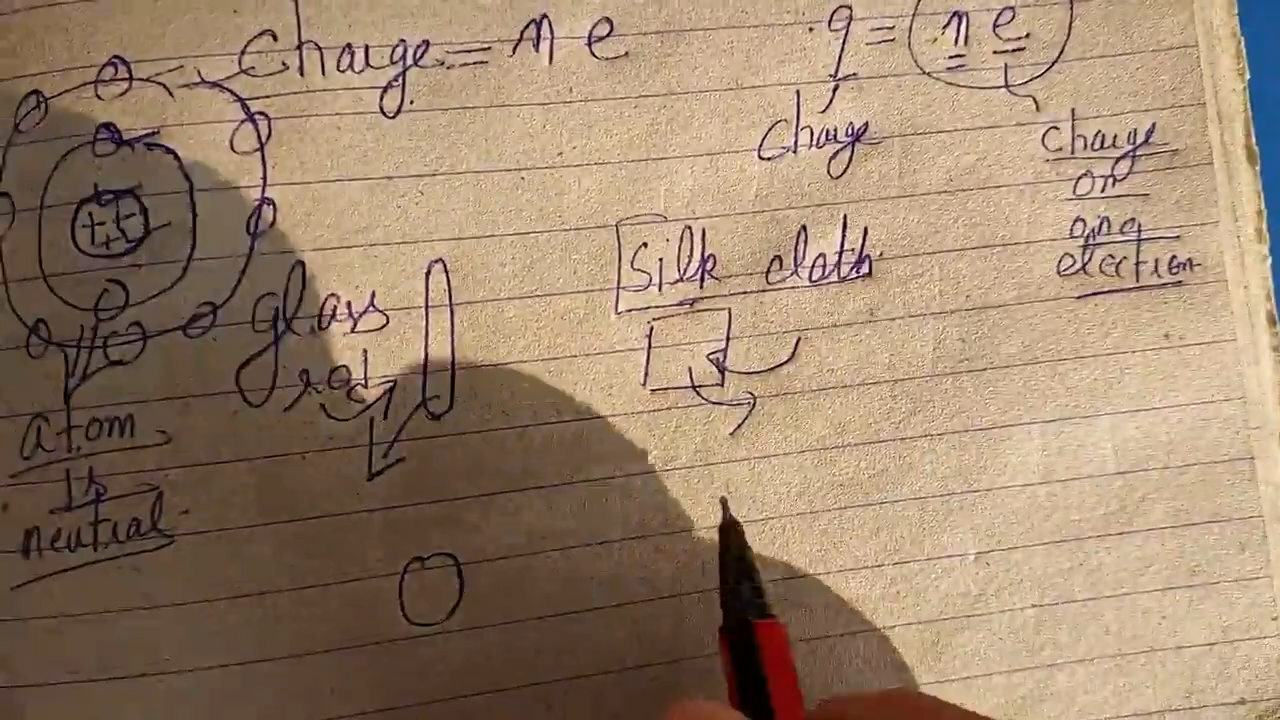 Charge = n e
q = n e
Charge
Charge
on
one
electron
Silk cloth
glass
rod
atom
is
neutral